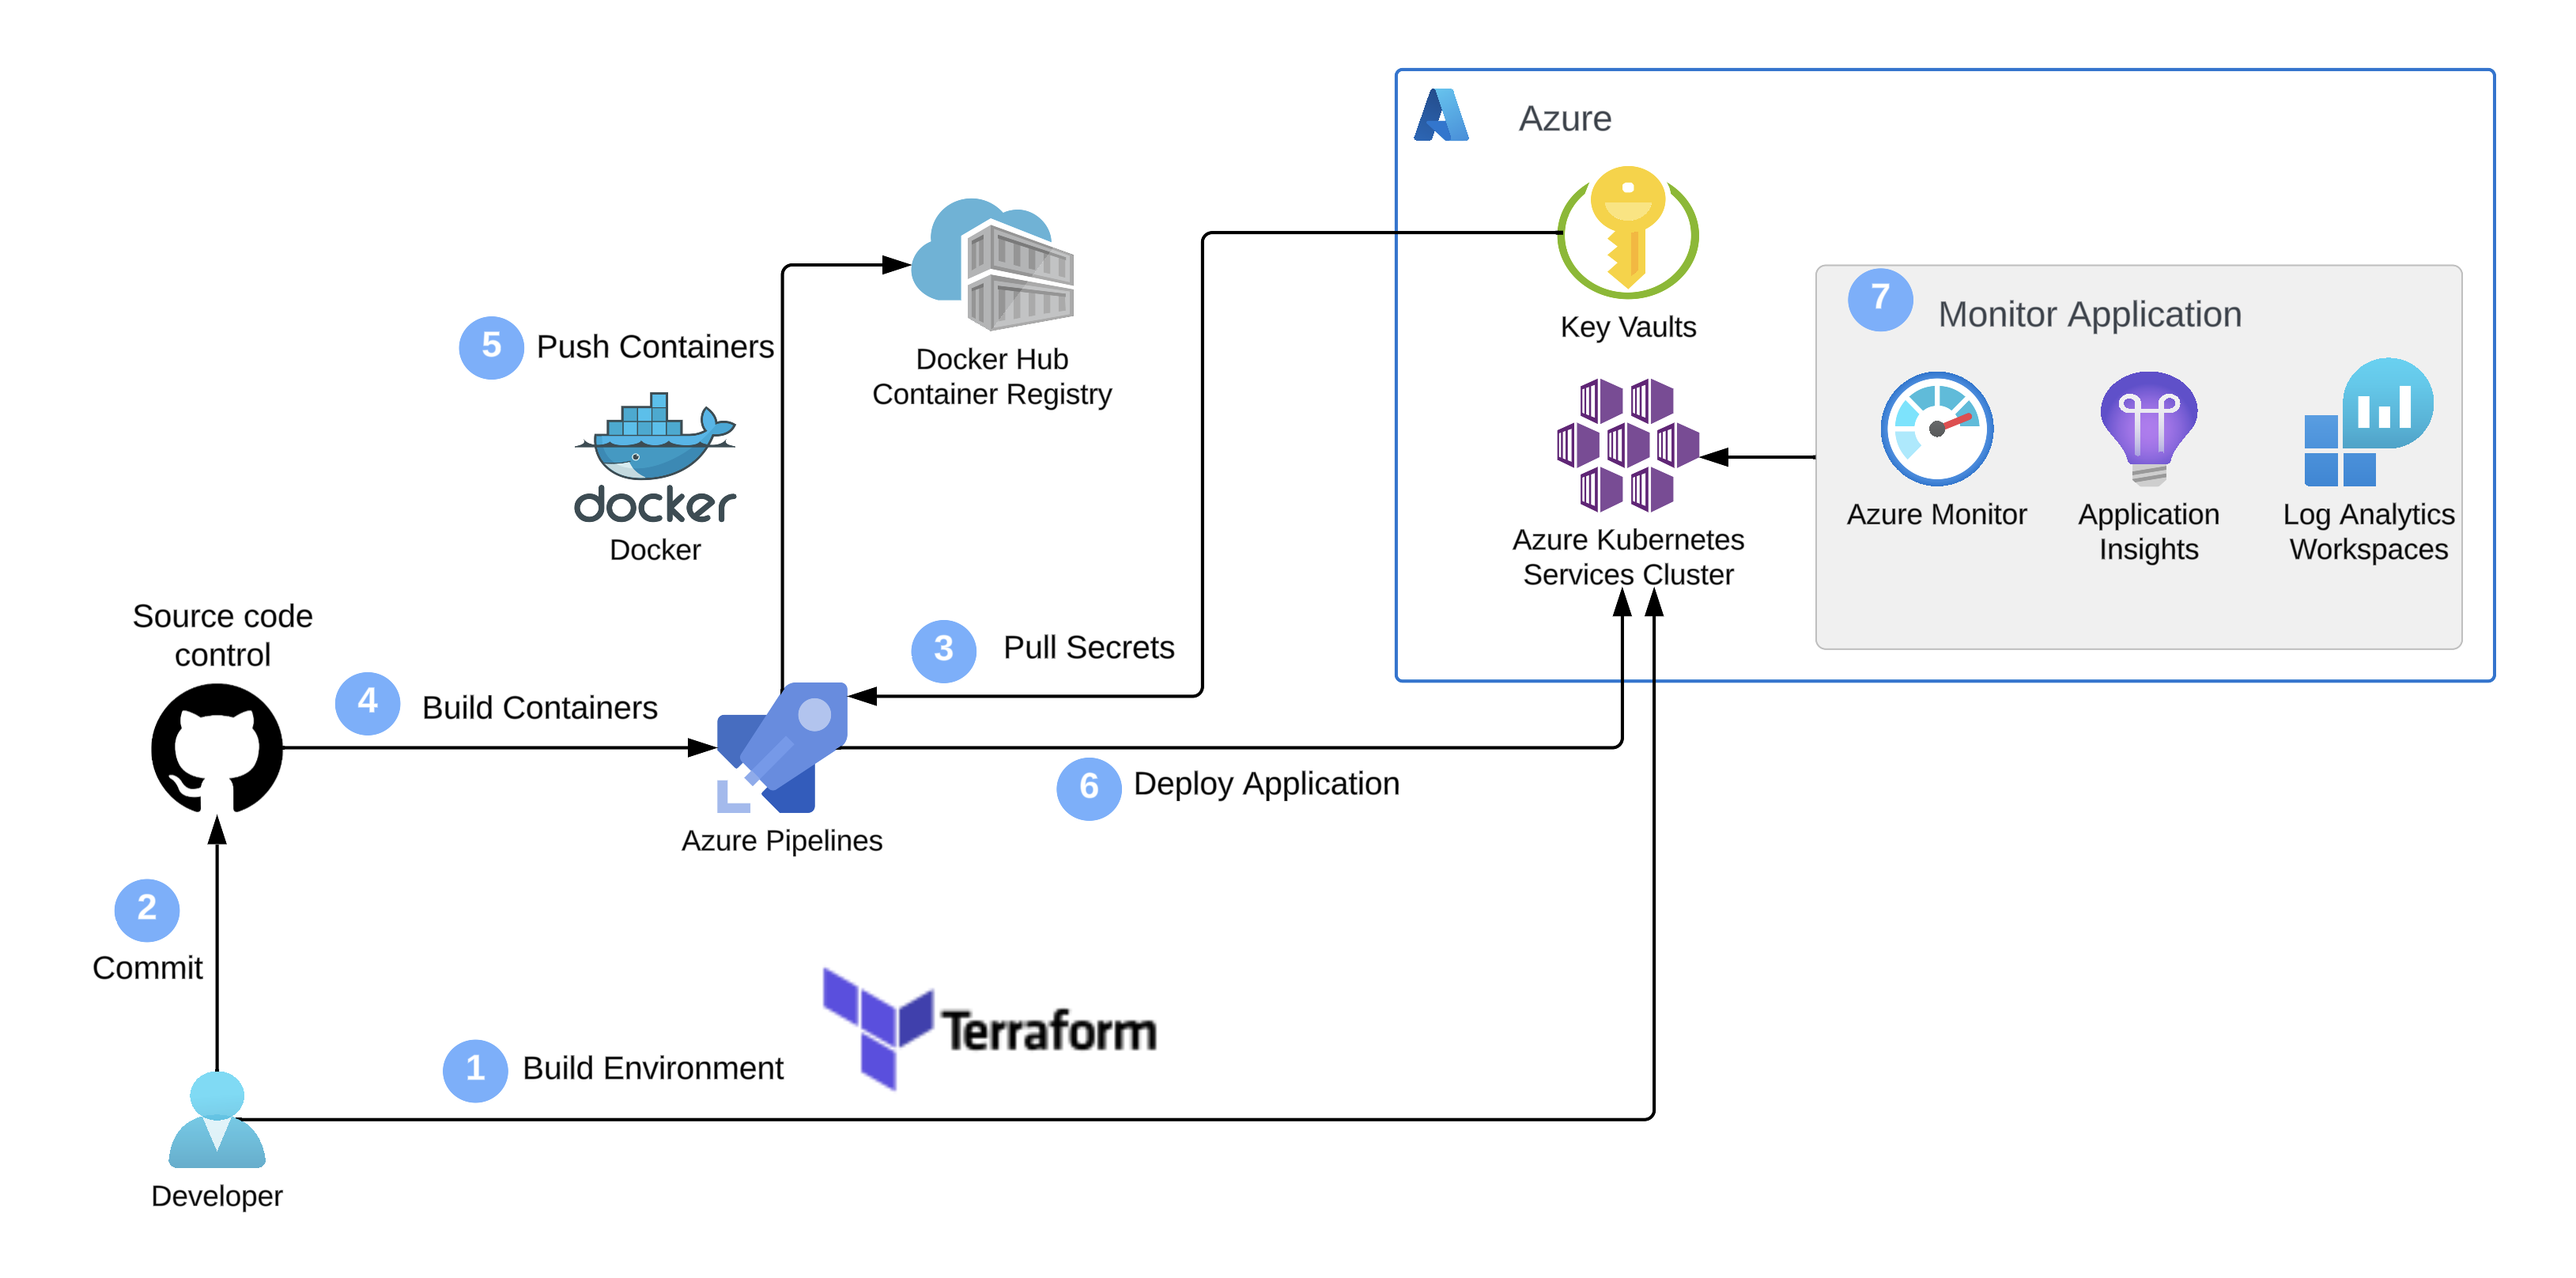 Azure
Key Vaults
7
Monitor Application
Azure Monitor
Application
Insights
Log Analytics
Workspaces
Azure Kubernetes
Services Cluster
Docker Hub
Container Registry
5
Push Containers
docker
Docker
3
Pull Secrets
Source code
control
4
Build Containers
Azure Pipelines
6
Deploy Application
2
Commit
Terraform
1
Build Environment
Developer